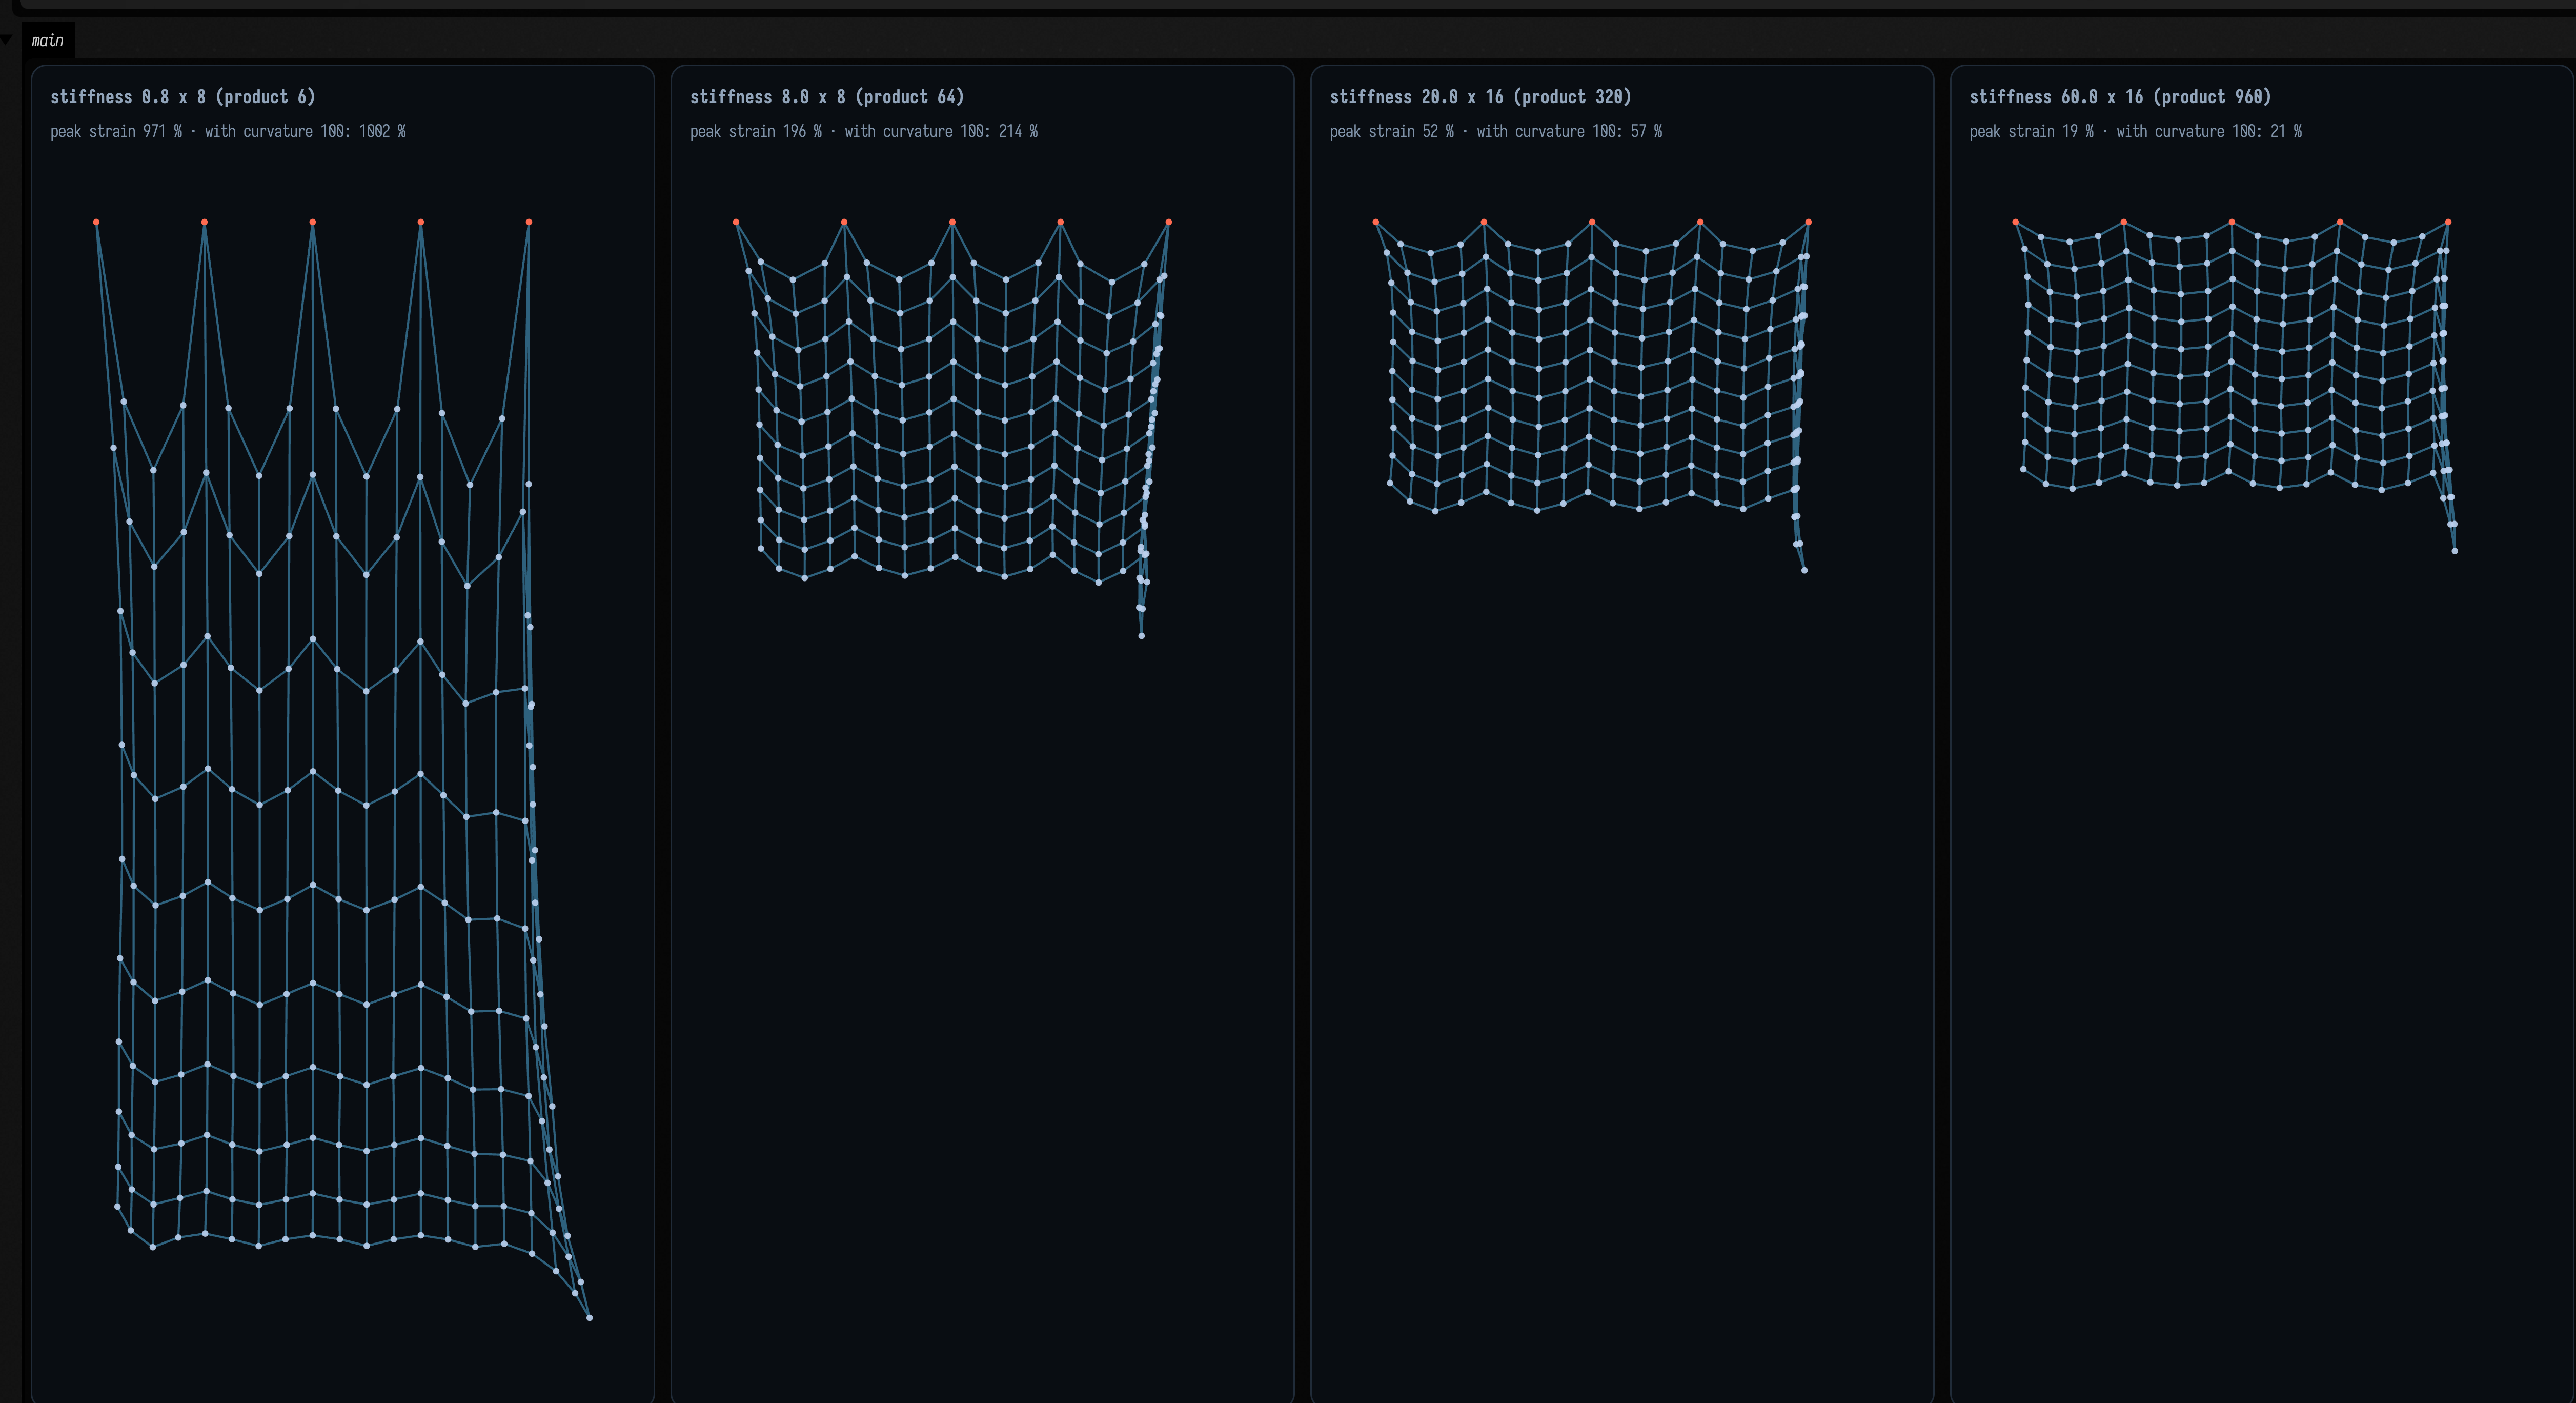 main
stiffness 0.8 x 8 (product 6)
peak strain 971 % · with curvature 100: 1002 %
stiffness 8.0 x 8 (product 64)
peak strain 196 % · with curvature 100: 214 %
stiffness 20.0 x 16 (product 320)
peak strain 52 % · with curvature 100: 57 %
stiffness 60.0 x 16 (product 960)
peak strain 19 % · with curvature 100: 21 %